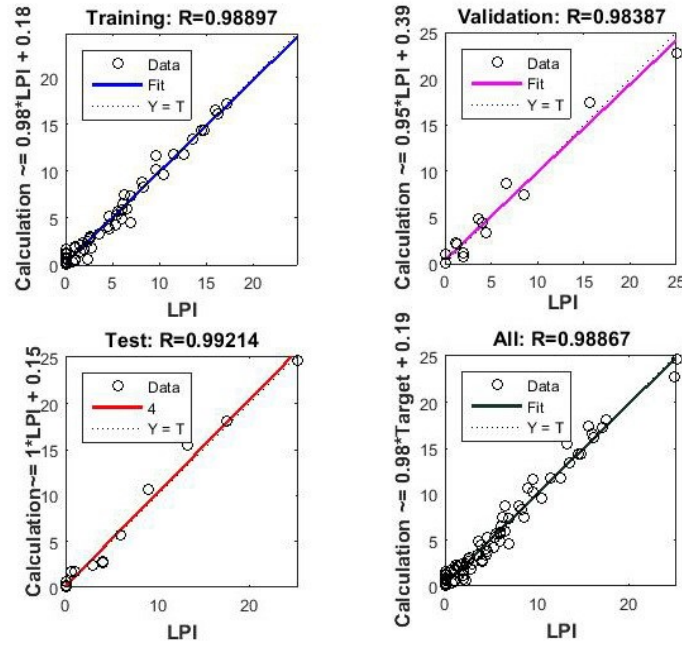 Training: R=0.98897
Calculation ~= 0.98*LPI + 0.18
Data
Fit
Y = T
20
15
10
5
0
0
5
10
15
20
LPI
Validation: R=0.98387
Calculation ~= 0.95*LPI + 0.39
Data
Fit
Y = T
25
20
15
10
5
0
0
5
10
15
20
25
LPI
Test: R=0.99214
Calculation~= 1*LPI + 0.15
Data
4
Y = T
25
20
15
10
5
0
0
10
20
LPI
All: R=0.98867
Calculation ~= 0.98*Target + 0.19
Data
Fit
Y = T
25
20
15
10
5
0
0
10
20
LPI